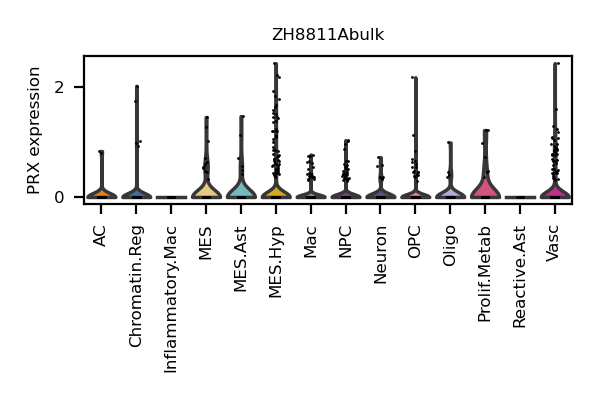 ZH8811Abulk
PRX expression
2
0
AC
Chromatin.Reg
Inflammatory.Mac
MES
MES.Ast
MES.Hyp
Mac
NPC
Neuron
OPC
Oligo
Prolif.Metab
Reactive.Ast
Vasc